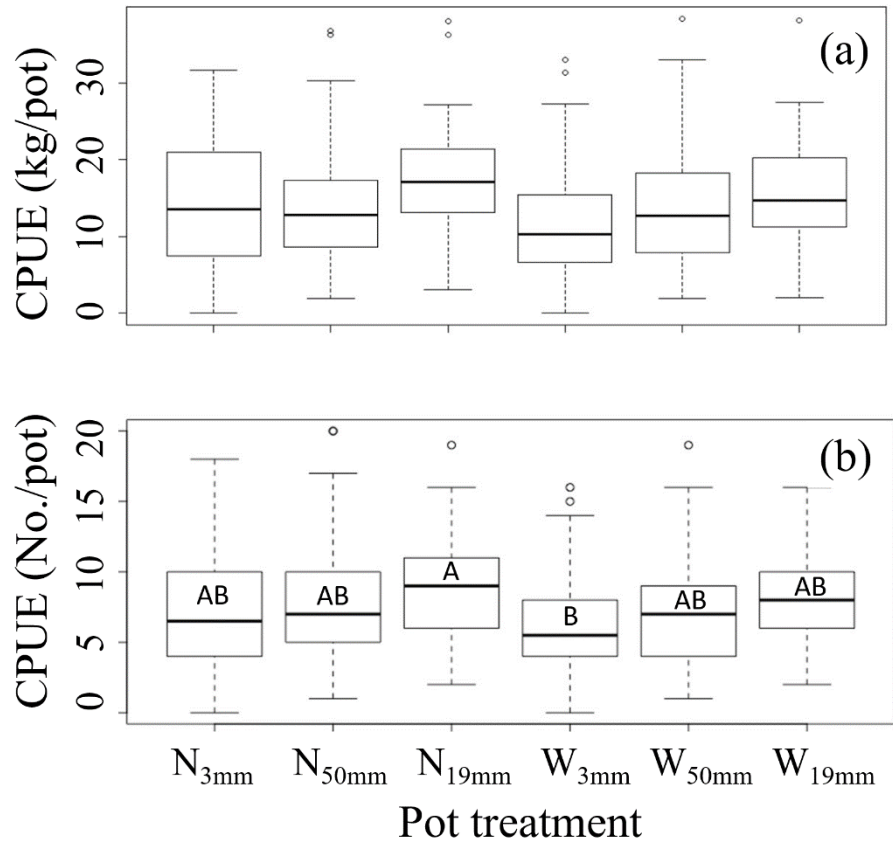 (a)
CPUE (kg/pot)
30
20
10
0
(b)
CPUE (No./pot)
20
15
10
5
0
AB AB A B AB AB
N3mm N50mm N19mm W3mm W50mm W19mm
Pot treatment